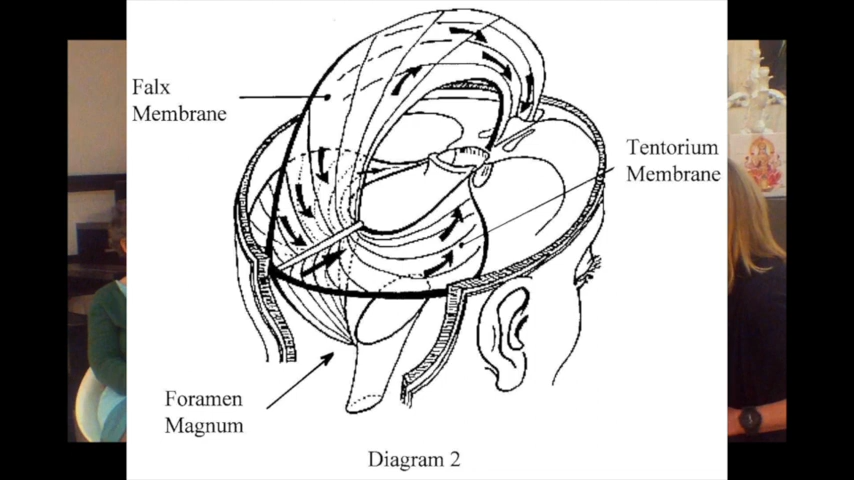 Falx
Membrane
Tentorium
Membrane
Foramen
Magnum
Diagram 2